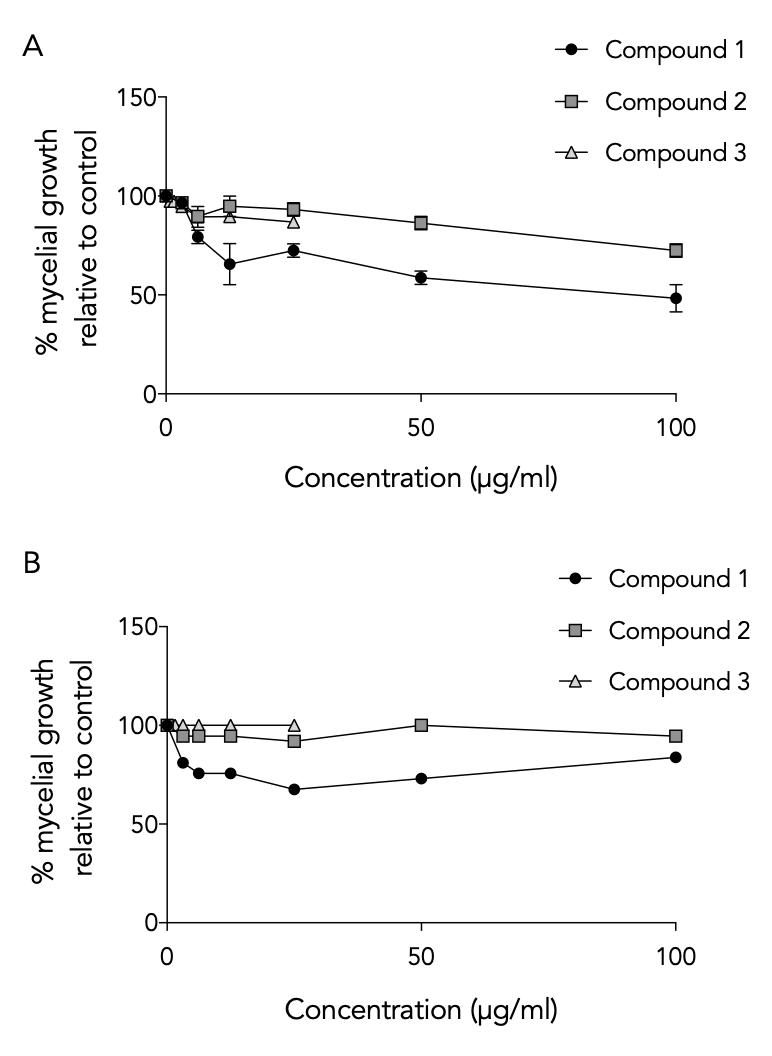 A
Compound 1
Compound 2
Compound 3
% mycelial growth
relative to control
150
100
50
0
0 50 100
Concentration (µg/ml)
B
Compound 1
Compound 2
Compound 3
% mycelial growth
relative to control
150
100
50
0
0 50 100
Concentration (µg/ml)